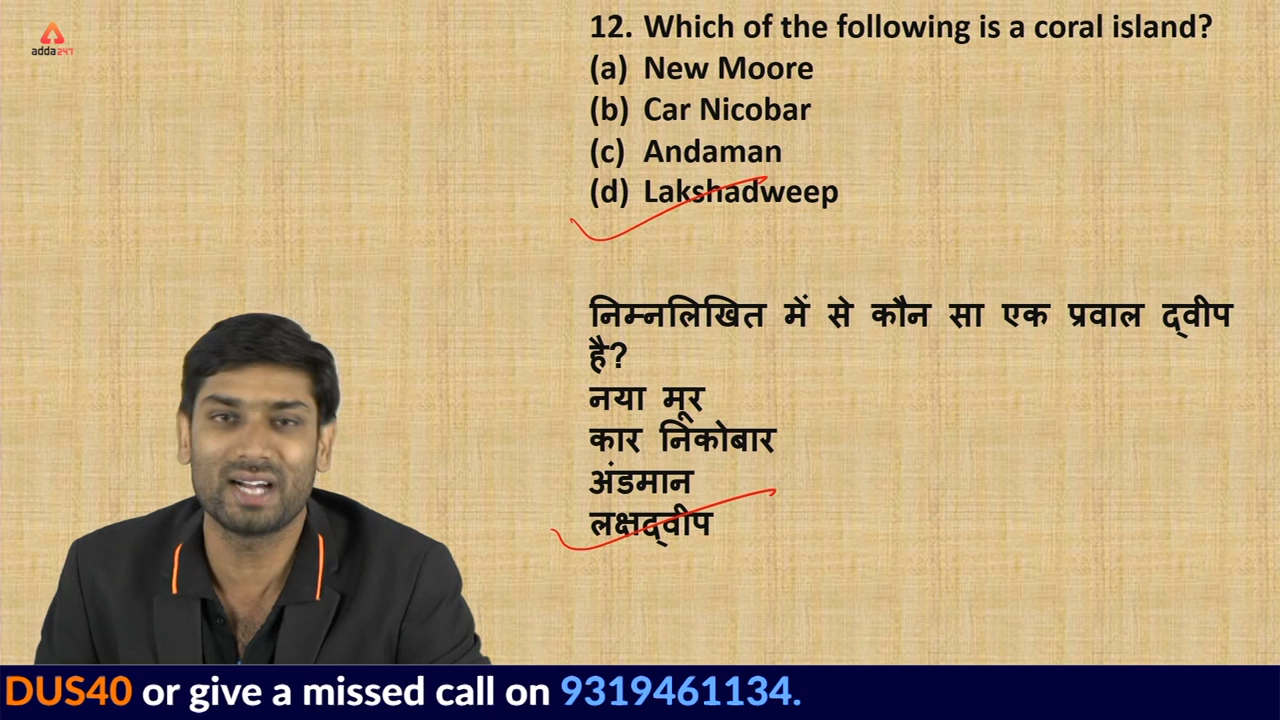 adda247
12. Which of the following is a coral island?
(a) New Moore
(b) Car Nicobar
(c) Andaman
(d) Lakshadweep
निम्नलिखित में से कौन सा एक प्रवाल द्वीप
है?
नया मूर
कार निकोबार
अंडमान
लक्षद्वीप
DUS40 or give a missed call on 9319461134.